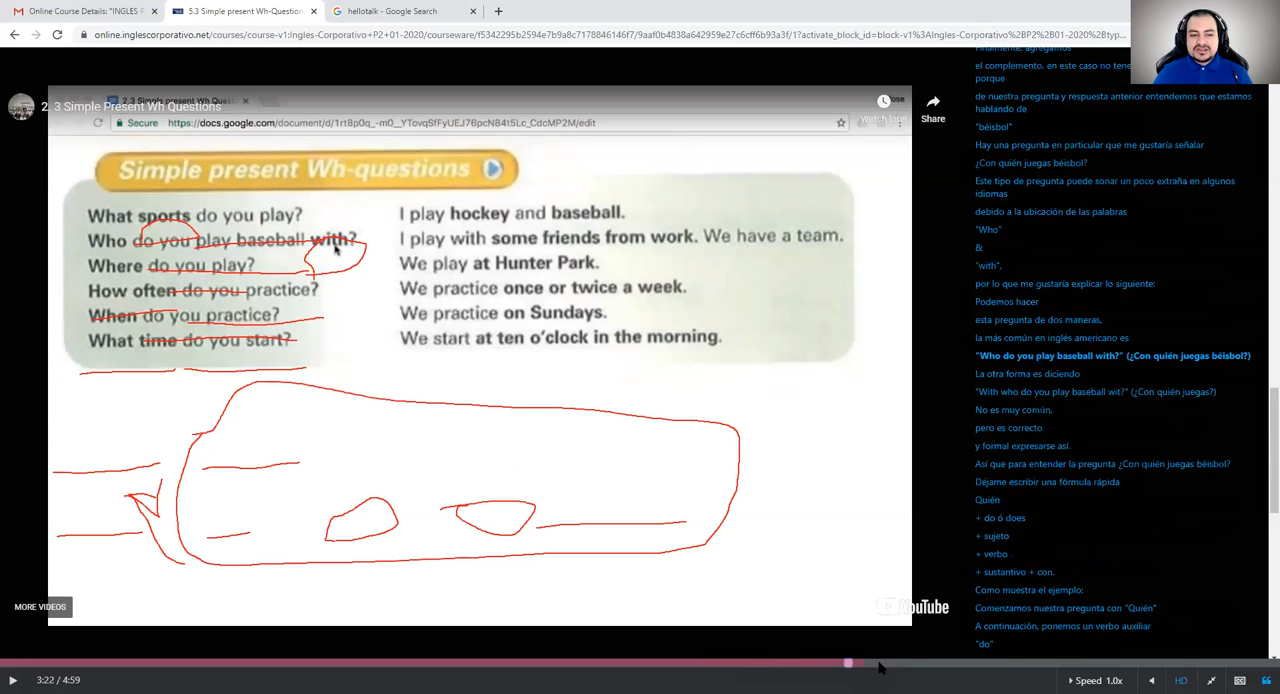 Online Course Details: "INGLES P
5.3 Simple present Wh-Question
hellotalk - Google Search
online.inglescorporativo.net/courses/course-v1:Ingles-Corporativo+P2+01-2020/courseware/f5342295b2594e7b9a8c7178846146f7/9aaf0b4838a642959e27c6cff6b93a3f/1?activate_block_id=block-v1%3AIngles-Corporativo%2BP2%2B01-2020%2Btyp...
2. 3 Simple Present Wh Questions
Secure https://docs.google.com/document/d/1rt8p0q_-m0__YTovqSfFyUEJ76pcN84t5Lc_CdcMP2M/edit
Watch later
Share
Simple present Wh-questions
What sports do you play? I play hockey and baseball.
Who do you play baseball with? I play with some friends from work. We have a team.
Where do you play? We play at Hunter Park.
How often do you practice? We practice once or twice a week.
When do you practice? We practice on Sundays.
What time do you start? We start at ten o'clock in the morning.
MORE VIDEOS
YouTube
3:22 / 4:59
Speed 1.0x
HD
CC
Finalmente, agregamos
el complemento, en este caso no tene
porque
de nuestra pregunta y respuesta anterior entendemos que estamos
hablando de
"béisbol"
Hay una pregunta en particular que me gustaría señalar
¿Con quién juegas béisbol?
Este tipo de pregunta puede sonar un poco extraña en algunos
idiomas
debido a la ubicación de las palabras
"Who"
&
"with",
por lo que me gustaría explicar lo siguiente:
Podemos hacer
esta pregunta de dos maneras,
la más común en inglés americano es
"Who do you play baseball with?" (¿Con quién juegas béisbol?)
La otra forma es diciendo
"With who do you play baseball wit?" (¿Con quién juegas?)
No es muy común,
pero es correcto
y formal expresarse así.
Así que para entender la pregunta ¿Con quién juegas béisbol?
Déjame escribir una fórmula rápida
Quién
+ do ó does
+ sujeto
+ verbo
+ sustantivo + con.
Como muestra el ejemplo:
Comenzamos nuestra pregunta con "Quién"
A continuación, ponemos un verbo auxiliar
"do"